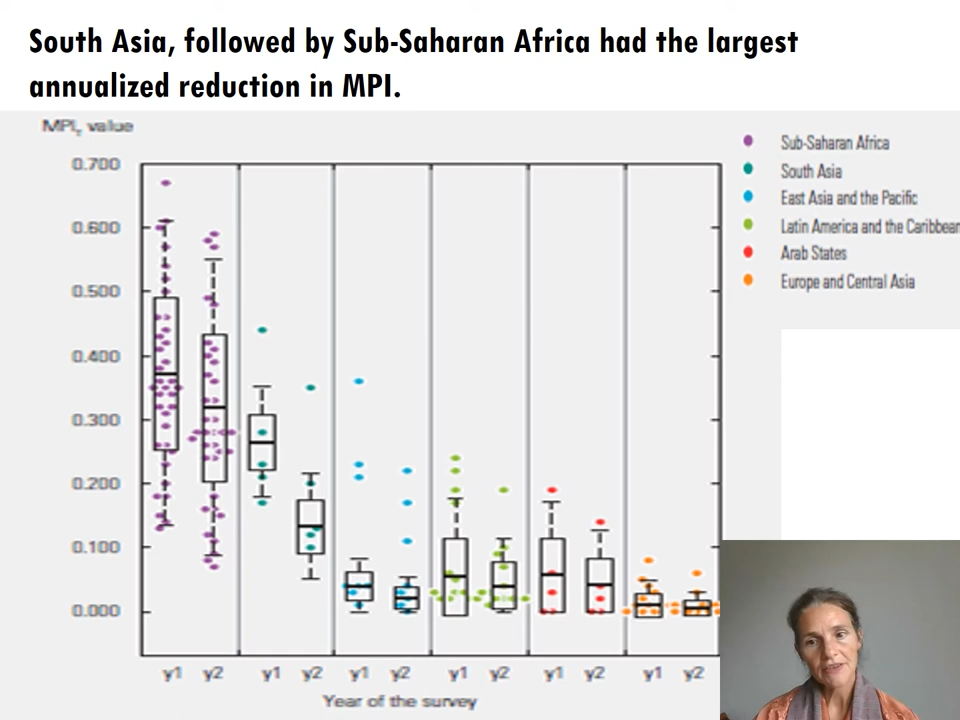 South Asia, followed by Sub-Saharan Africa had the largest
annualized reduction in MPI.
MPIT value
0.700
0.600
0.500
0.400
0.300
0.200
0.100
0.000
y1 y2 y1 y2 y1 y2 y1 y2 y1 y2 y1 y2
Year of the survey
Sub-Saharan Africa
South Asia
East Asia and the Pacific
Latin America and the Caribbean
Arab States
Europe and Central Asia